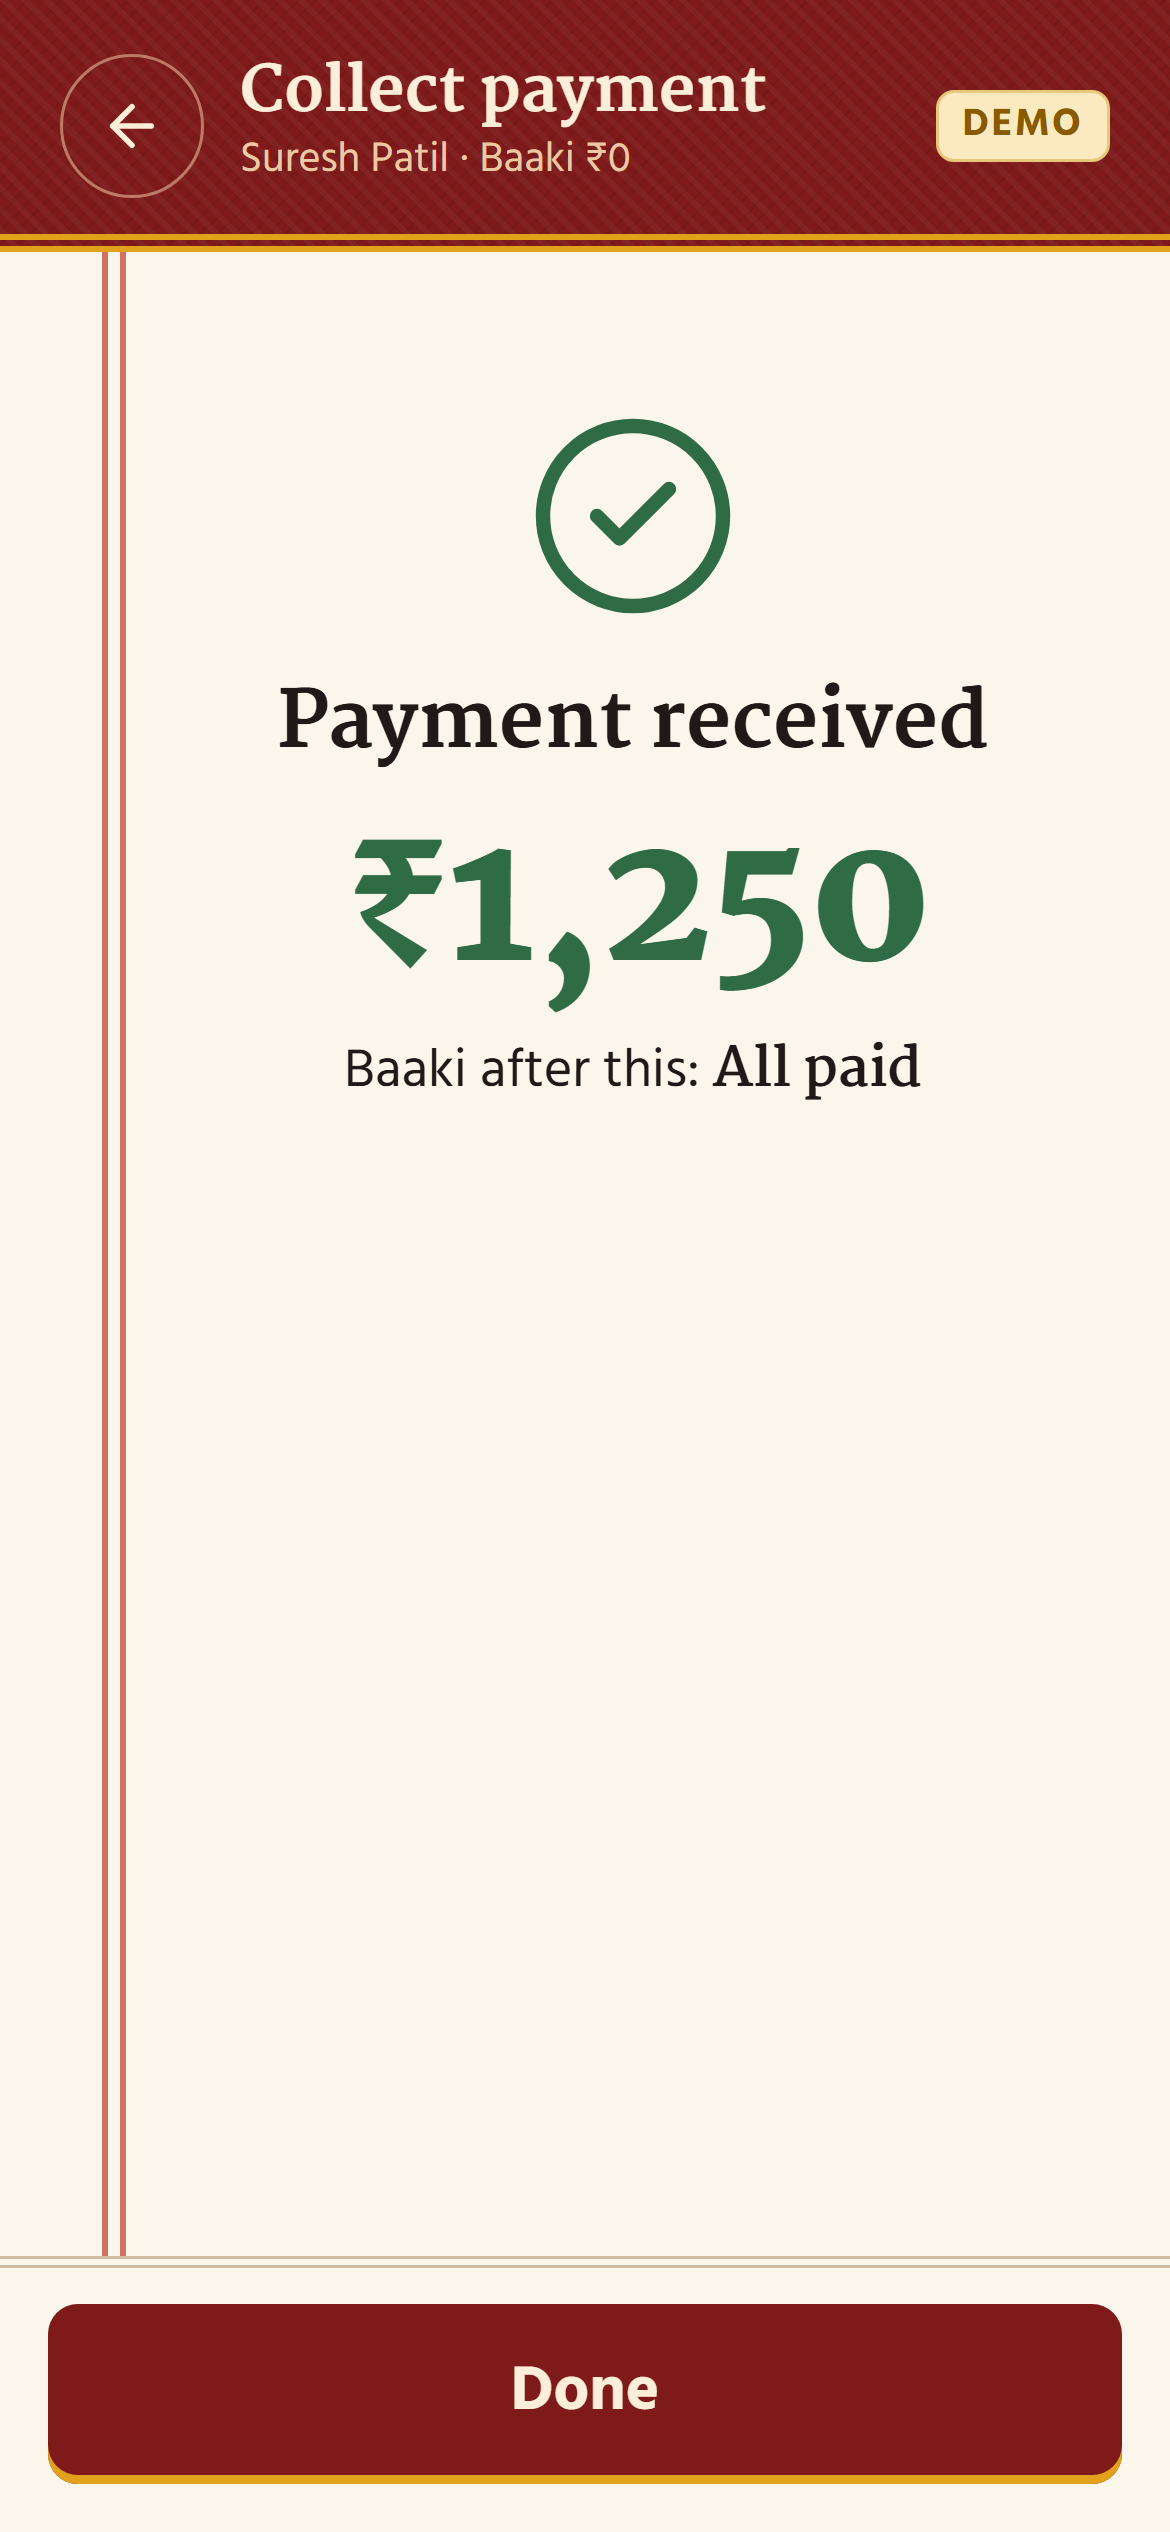 Collect payment
Suresh Patil · Baaki ₹0
DEMO
Payment received
₹1,250
Baaki after this: All paid
Done